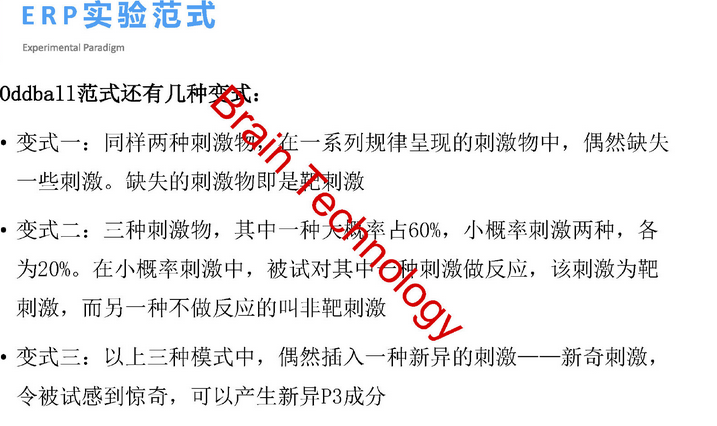 ERP实验范式
Experimental Paradigm
Oddball范式还有几种变式：
• 变式一：同样两种刺激物，在一系列规律呈现的刺激物中，偶然缺失
一些刺激。缺失的刺激物即是靶刺激
• 变式二：三种刺激物，其中一种大概率占60%，小概率刺激两种，各
为20%。在小概率刺激中，被试对其中一种刺激做反应，该刺激为靶
刺激，而另一种不做反应的叫非靶刺激
• 变式三：以上三种模式中，偶然插入一种新异的刺激——新奇刺激，
令被试感到惊奇，可以产生新异P3成分
Brain Technology